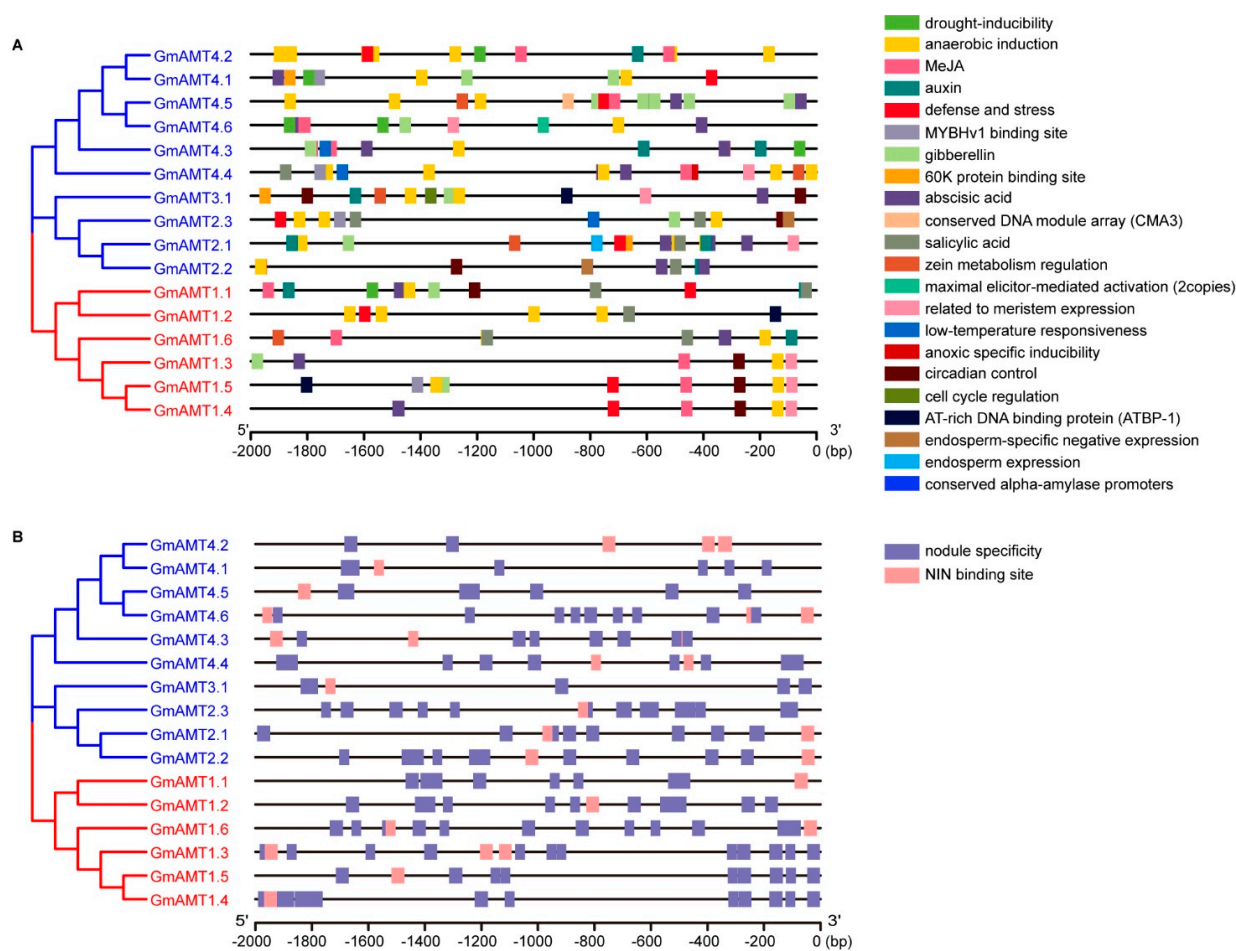 A
GmAMT4.2
GmAMT4.1
GmAMT4.5
GmAMT4.6
GmAMT4.3
GmAMT4.4
GmAMT3.1
GmAMT2.3
GmAMT2.1
GmAMT2.2
GmAMT1.1
GmAMT1.2
GmAMT1.6
GmAMT1.3
GmAMT1.5
GmAMT1.4
5' 3'
-2000 -1800 -1600 -1400 -1200 -1000 -800 -600 -400 -200 0 (bp)
drought-inducibility
anaerobic induction
MeJA
auxin
defense and stress
MYBHv1 binding site
gibberellin
60K protein binding site
abscisic acid
conserved DNA module array (CMA3)
salicylic acid
zein metabolism regulation
maximal elicitor-mediated activation (2copies)
related to meristem expression
low-temperature responsiveness
anoxic specific inducibility
circadian control
cell cycle regulation
AT-rich DNA binding protein (ATBP-1)
endosperm-specific negative expression
endosperm expression
conserved alpha-amylase promoters
B
GmAMT4.2
GmAMT4.1
GmAMT4.5
GmAMT4.6
GmAMT4.3
GmAMT4.4
GmAMT3.1
GmAMT2.3
GmAMT2.1
GmAMT2.2
GmAMT1.1
GmAMT1.2
GmAMT1.6
GmAMT1.3
GmAMT1.5
GmAMT1.4
5' 3'
-2000 -1800 -1600 -1400 -1200 -1000 -800 -600 -400 -200 0 (bp)
nodule specificity
NIN binding site